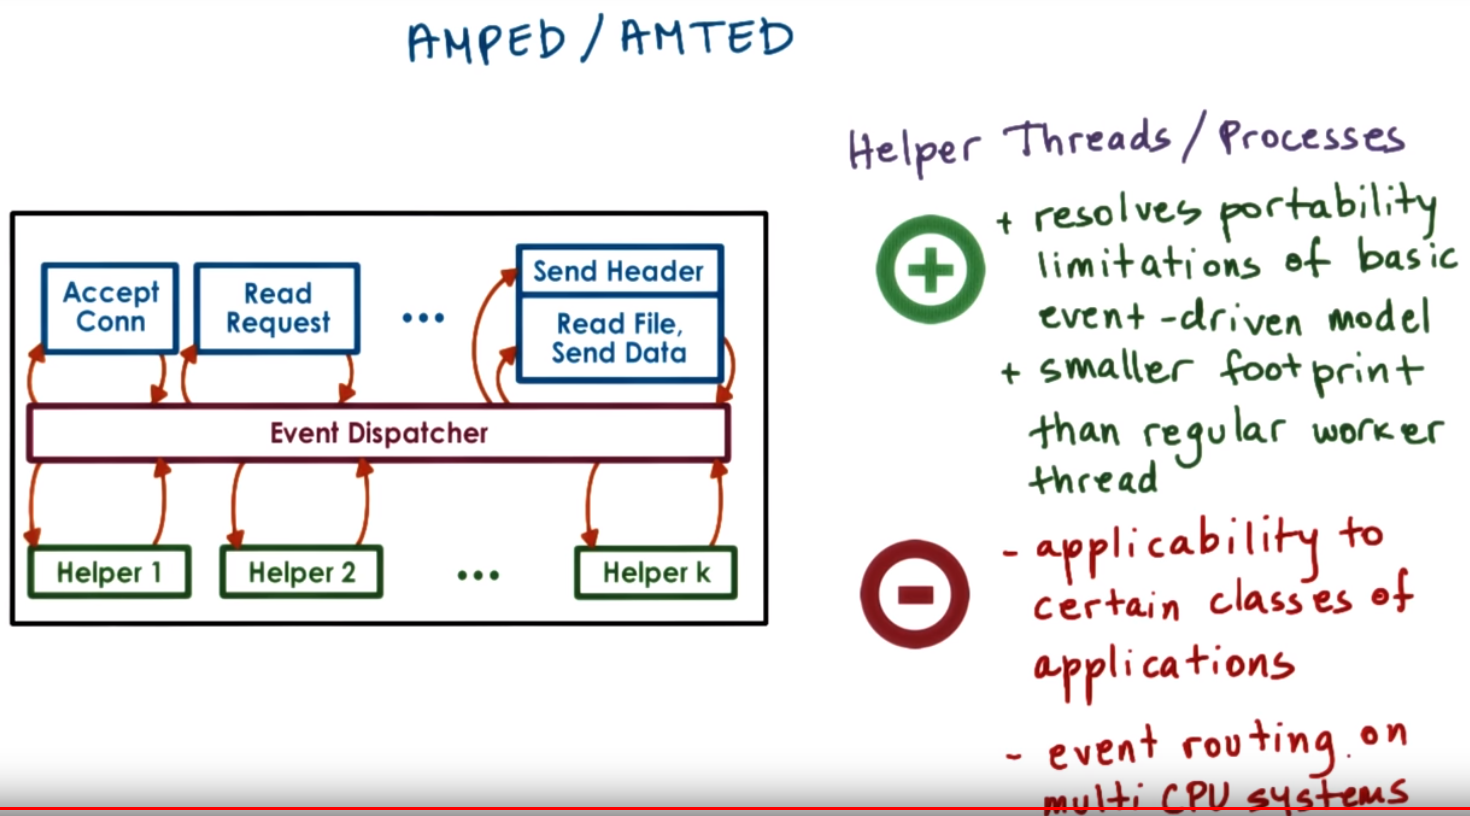 AMPED / AMTED
Accept
Conn
Read
Request
...
Send Header
Read File,
Send Data
Event Dispatcher
Helper 1
Helper 2
...
Helper k
Helper Threads / Processes
+ resolves portability
limitations of basic
event-driven model
+ smaller footprint
than regular worker
thread
- applicability to
certain classes of
applications
- event routing on
multi CPU systems